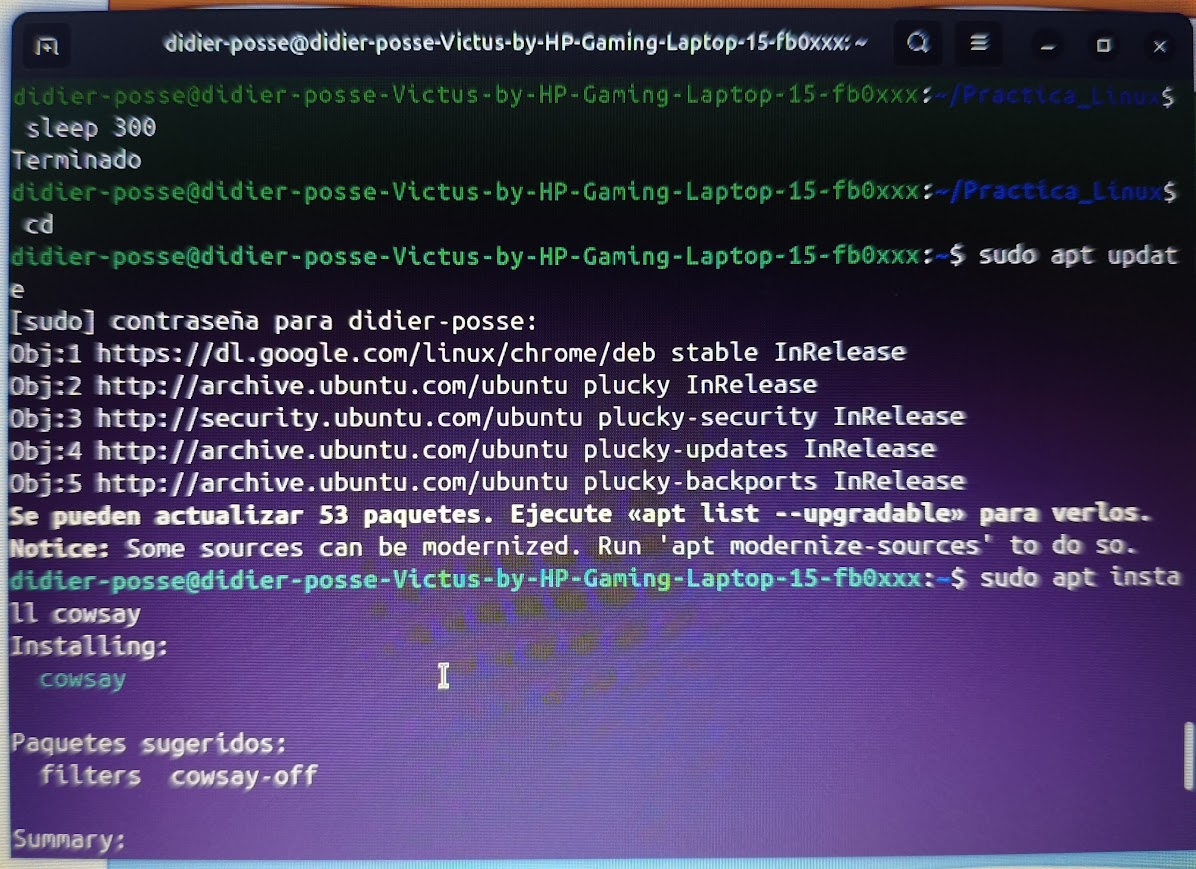 didier-posse@didier-posse-Victus-by-HP-Gaming-Laptop-15-fb0xxx: ~
didier-posse@didier-posse-Victus-by-HP-Gaming-Laptop-15-fb0xxx:~/Practica_Linux$
sleep 300
Terminado
didier-posse@didier-posse-Victus-by-HP-Gaming-Laptop-15-fb0xxx:~/Practica_Linux$
cd
didier-posse@didier-posse-Victus-by-HP-Gaming-Laptop-15-fb0xxx:~$ sudo apt updat
e
[sudo] contraseña para didier-posse:
Obj:1 https://dl.google.com/linux/chrome/deb stable InRelease
Obj:2 http://archive.ubuntu.com/ubuntu plucky InRelease
Obj:3 http://security.ubuntu.com/ubuntu plucky-security InRelease
Obj:4 http://archive.ubuntu.com/ubuntu plucky-updates InRelease
Obj:5 http://archive.ubuntu.com/ubuntu plucky-backports InRelease
Se pueden actualizar 53 paquetes. Ejecute «apt list --upgradable» para verlos.
Notice: Some sources can be modernized. Run 'apt modernize-sources' to do so.
didier-posse@didier-posse-Victus-by-HP-Gaming-Laptop-15-fb0xxx:~$ sudo apt insta
ll cowsay
Installing:
cowsay
Paquetes sugeridos:
filters cowsay-off
Summary: